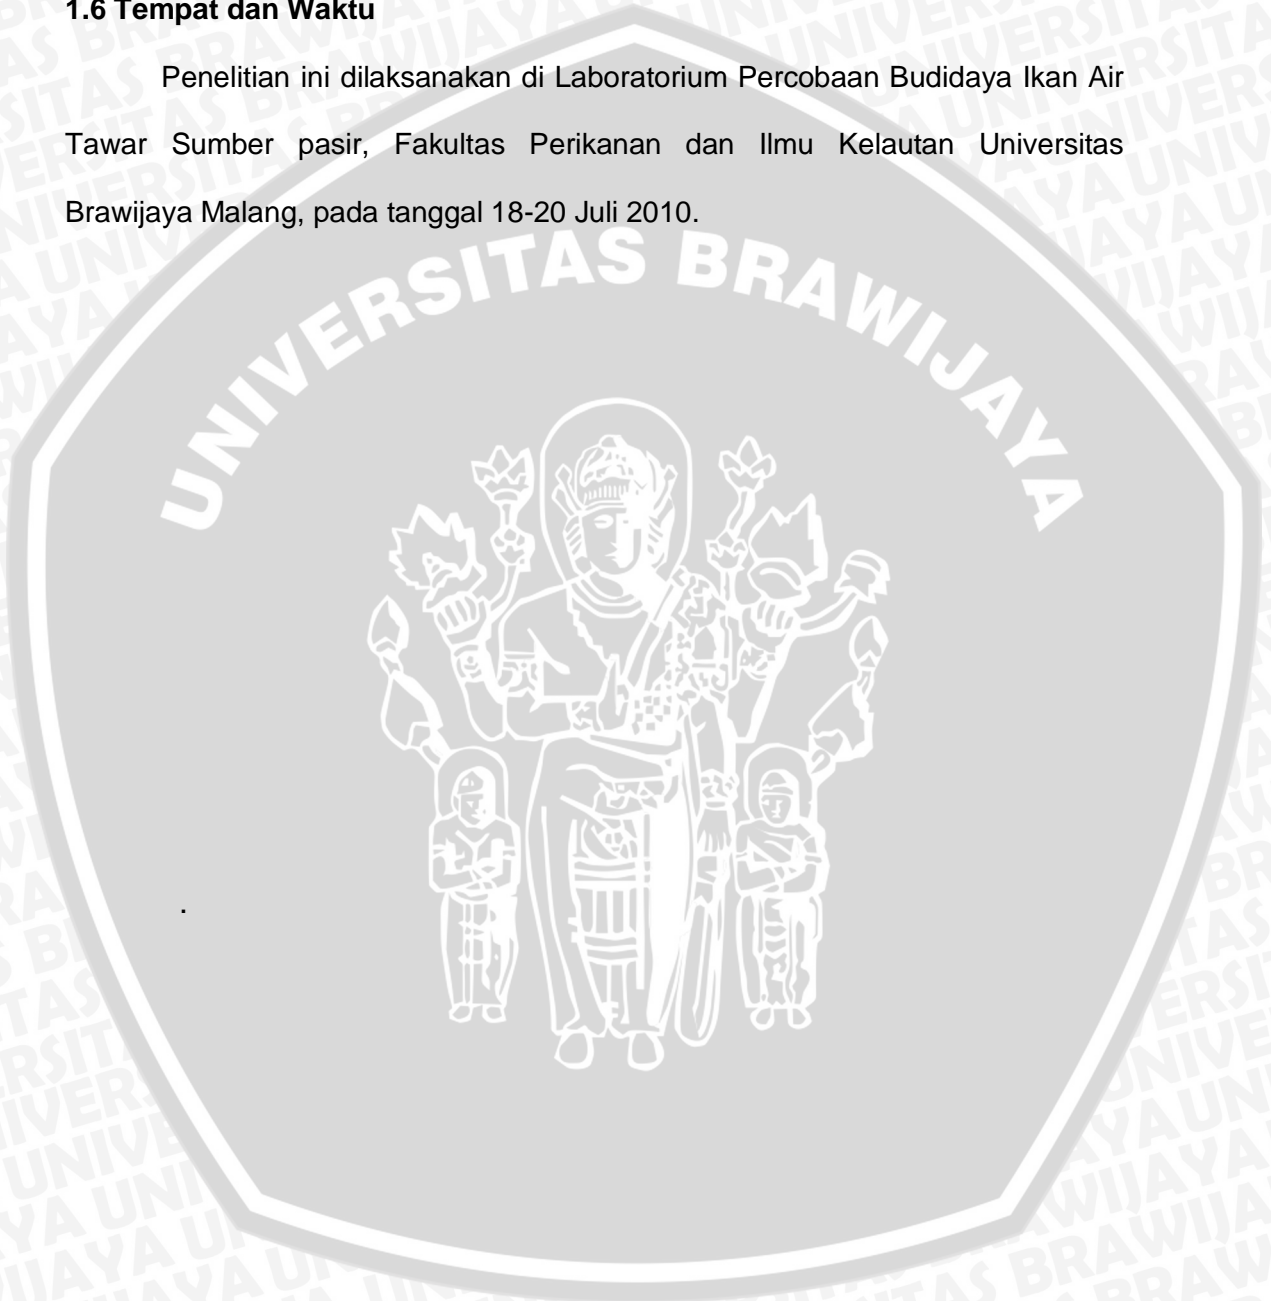 1.6 Tempat dan Waktu
Penelitian ini dilaksanakan di Laboratorium Percobaan Budidaya Ikan Air
Tawar Sumber pasir, Fakultas Perikanan dan Ilmu Kelautan Universitas
Brawijaya Malang, pada tanggal 18-20 Juli 2010.
UNIVERSITAS BRAWIJAYA
.